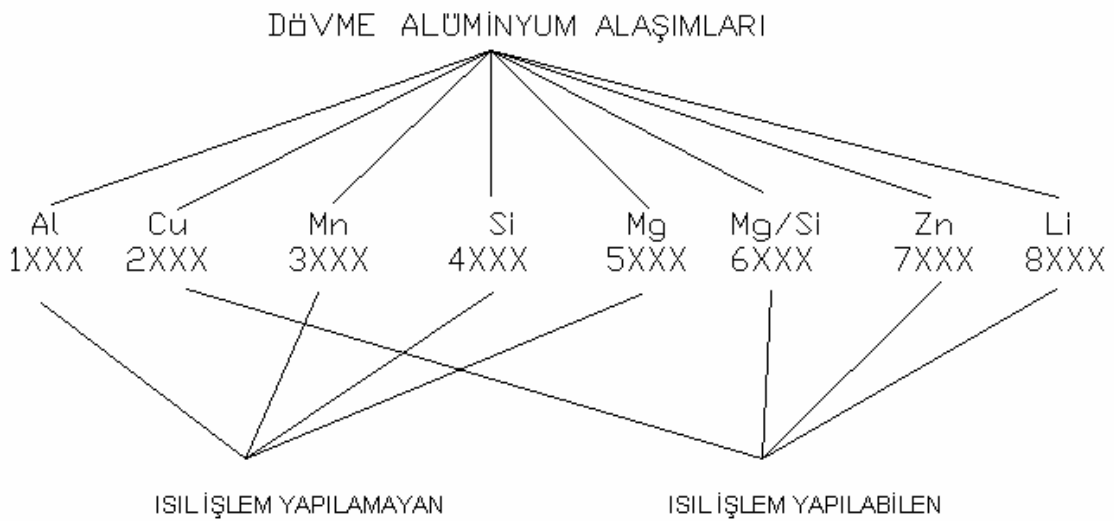 DÖVME ALÜMİNYUM ALAŞIMLARI
Al Cu Mn Si Mg Mg/Si Zn Li
1XXX 2XXX 3XXX 4XXX 5XXX 6XXX 7XXX 8XXX
ISIL İŞLEM YAPILAMAYAN ISIL İŞLEM YAPILABİLEN